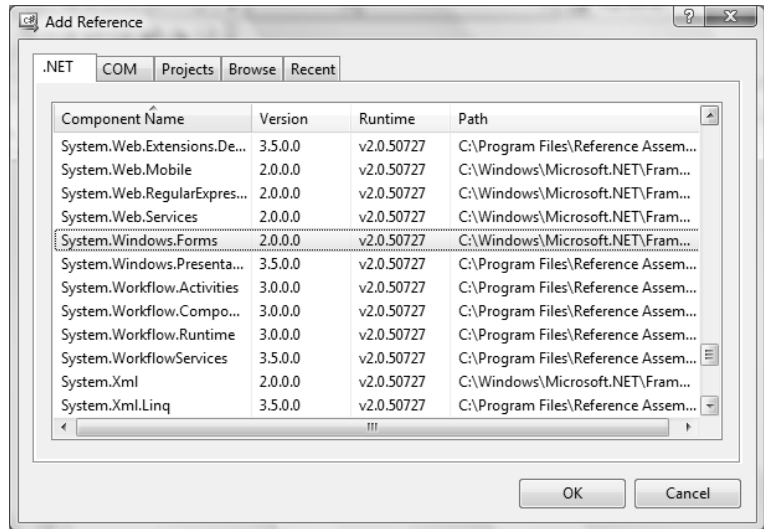 Add Reference
.NET COM Projects Browse Recent
Component Name Version Runtime Path
System.Web.Extensions.De... 3.5.0.0 v2.0.50727 C:\Program Files\Reference Assem...
System.Web.Mobile 2.0.0.0 v2.0.50727 C:\Windows\Microsoft.NET\Fram...
System.Web.RegularExpres... 2.0.0.0 v2.0.50727 C:\Windows\Microsoft.NET\Fram...
System.Web.Services 2.0.0.0 v2.0.50727 C:\Windows\Microsoft.NET\Fram...
System.Windows.Forms 2.0.0.0 v2.0.50727 C:\Windows\Microsoft.NET\Fram...
System.Windows.Presenta... 3.5.0.0 v2.0.50727 C:\Program Files\Reference Assem...
System.Workflow.Activities 3.0.0.0 v2.0.50727 C:\Program Files\Reference Assem...
System.Workflow.Compo... 3.0.0.0 v2.0.50727 C:\Program Files\Reference Assem...
System.Workflow.Runtime 3.0.0.0 v2.0.50727 C:\Program Files\Reference Assem...
System.WorkflowServices 3.5.0.0 v2.0.50727 C:\Program Files\Reference Assem...
System.Xml 2.0.0.0 v2.0.50727 C:\Windows\Microsoft.NET\Fram...
System.Xml.Linq 3.5.0.0 v2.0.50727 C:\Program Files\Reference Assem...
OK Cancel